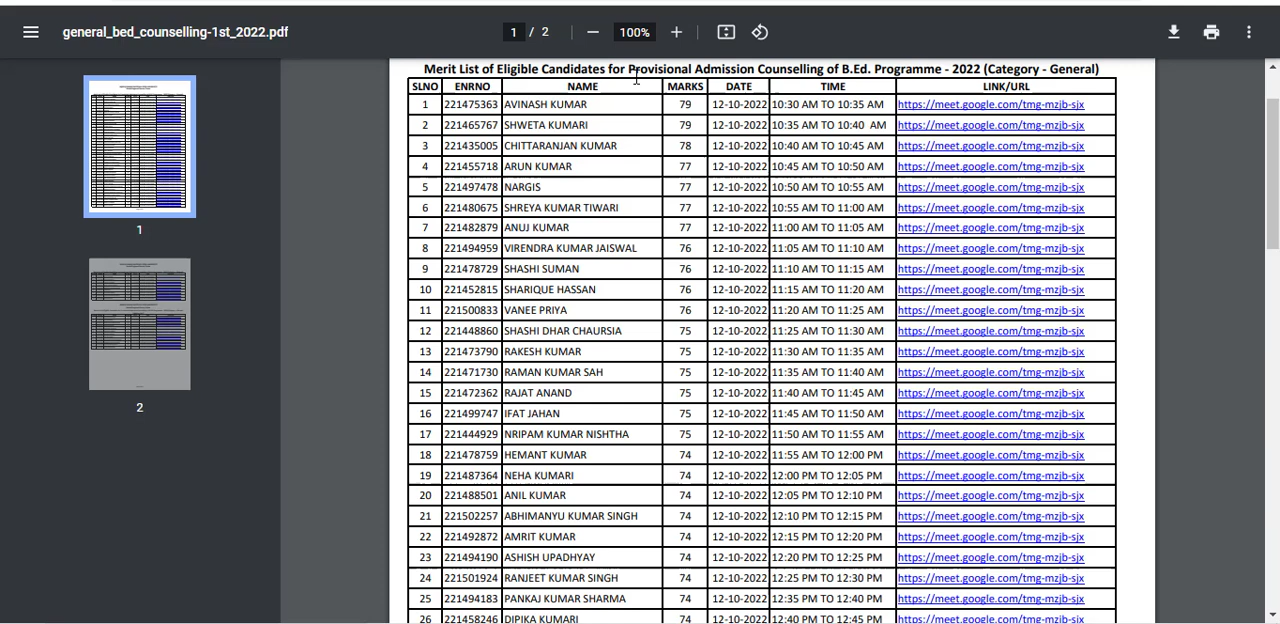 general_bed_counselling-1st_2022.pdf 1 / 2 100%
Merit List of Eligible Candidates for Provisional Admission Counselling of B.Ed. Programme - 2022 (Category - General)
SLNO ENRNO NAME MARKS DATE TIME LINK/URL
1 221475363 AVINASH KUMAR 79 12-10-2022 10:30 AM TO 10:35 AM https://meet.google.com/tmg-mzjb-sjx
2 221465767 SHWETA KUMARI 79 12-10-2022 10:35 AM TO 10:40 AM https://meet.google.com/tmg-mzjb-sjx
3 221435005 CHITTARANJAN KUMAR 78 12-10-2022 10:40 AM TO 10:45 AM https://meet.google.com/tmg-mzjb-sjx
4 221455718 ARUN KUMAR 77 12-10-2022 10:45 AM TO 10:50 AM https://meet.google.com/tmg-mzjb-sjx
5 221497478 NARGIS 77 12-10-2022 10:50 AM TO 10:55 AM https://meet.google.com/tmg-mzjb-sjx
6 221480675 SHREYA KUMAR TIWARI 77 12-10-2022 10:55 AM TO 11:00 AM https://meet.google.com/tmg-mzjb-sjx
7 221482879 ANUJ KUMAR 77 12-10-2022 11:00 AM TO 11:05 AM https://meet.google.com/tmg-mzjb-sjx
8 221494959 VIRENDRA KUMAR JAISWAL 76 12-10-2022 11:05 AM TO 11:10 AM https://meet.google.com/tmg-mzjb-sjx
9 221478729 SHASHI SUMAN 76 12-10-2022 11:10 AM TO 11:15 AM https://meet.google.com/tmg-mzjb-sjx
10 221452815 SHARIQUE HASSAN 76 12-10-2022 11:15 AM TO 11:20 AM https://meet.google.com/tmg-mzjb-sjx
11 221500833 VANEE PRIYA 76 12-10-2022 11:20 AM TO 11:25 AM https://meet.google.com/tmg-mzjb-sjx
12 221448860 SHASHI DHAR CHAURSIA 75 12-10-2022 11:25 AM TO 11:30 AM https://meet.google.com/tmg-mzjb-sjx
13 221473790 RAKESH KUMAR 75 12-10-2022 11:30 AM TO 11:35 AM https://meet.google.com/tmg-mzjb-sjx
14 221471730 RAMAN KUMAR SAH 75 12-10-2022 11:35 AM TO 11:40 AM https://meet.google.com/tmg-mzjb-sjx
15 221472362 RAJAT ANAND 75 12-10-2022 11:40 AM TO 11:45 AM https://meet.google.com/tmg-mzjb-sjx
16 221499747 IFAT JAHAN 75 12-10-2022 11:45 AM TO 11:50 AM https://meet.google.com/tmg-mzjb-sjx
17 221444929 NRIPAM KUMAR NISHTHA 75 12-10-2022 11:50 AM TO 11:55 AM https://meet.google.com/tmg-mzjb-sjx
18 221478759 HEMANT KUMAR 74 12-10-2022 11:55 AM TO 12:00 PM https://meet.google.com/tmg-mzjb-sjx
19 221487364 NEHA KUMARI 74 12-10-2022 12:00 PM TO 12:05 PM https://meet.google.com/tmg-mzjb-sjx
20 221488501 ANIL KUMAR 74 12-10-2022 12:05 PM TO 12:10 PM https://meet.google.com/tmg-mzjb-sjx
21 221502257 ABHIMANYU KUMAR SINGH 74 12-10-2022 12:10 PM TO 12:15 PM https://meet.google.com/tmg-mzjb-sjx
22 221492872 AMRIT KUMAR 74 12-10-2022 12:15 PM TO 12:20 PM https://meet.google.com/tmg-mzjb-sjx
23 221494190 ASHISH UPADHYAY 74 12-10-2022 12:20 PM TO 12:25 PM https://meet.google.com/tmg-mzjb-sjx
24 221501924 RANJEET KUMAR SINGH 74 12-10-2022 12:25 PM TO 12:30 PM https://meet.google.com/tmg-mzjb-sjx
25 221494183 PANKAJ KUMAR SHARMA 74 12-10-2022 12:35 PM TO 12:40 PM https://meet.google.com/tmg-mzjb-sjx
26 221458246 DIPIKA KUMARI 74 12-10-2022 12:40 PM TO 12:45 PM https://meet.google.com/tmg-mzjb-sjx
1
2